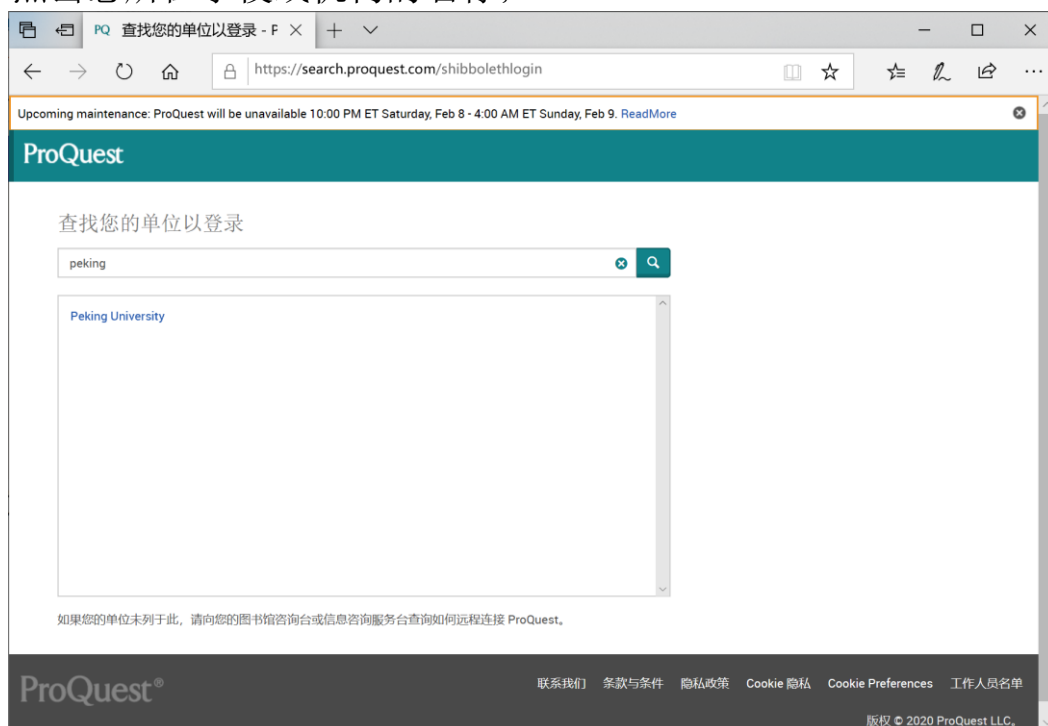 PQ 查找您的单位以登录 - F
https://search.proquest.com/shibbolethlogin
Upcoming maintenance: ProQuest will be unavailable 10:00 PM ET Saturday, Feb 8 - 4:00 AM ET Sunday, Feb 9. ReadMore
ProQuest
查找您的单位以登录
peking
Peking University
如果您的单位未列于此，请向您的图书馆咨询台或信息咨询服务台查询如何远程连接 ProQuest。
ProQuest® 联系我们 条款与条件 隐私政策 Cookie 隐私 Cookie Preferences 工作人员名单
版权 © 2020 ProQuest LLC。